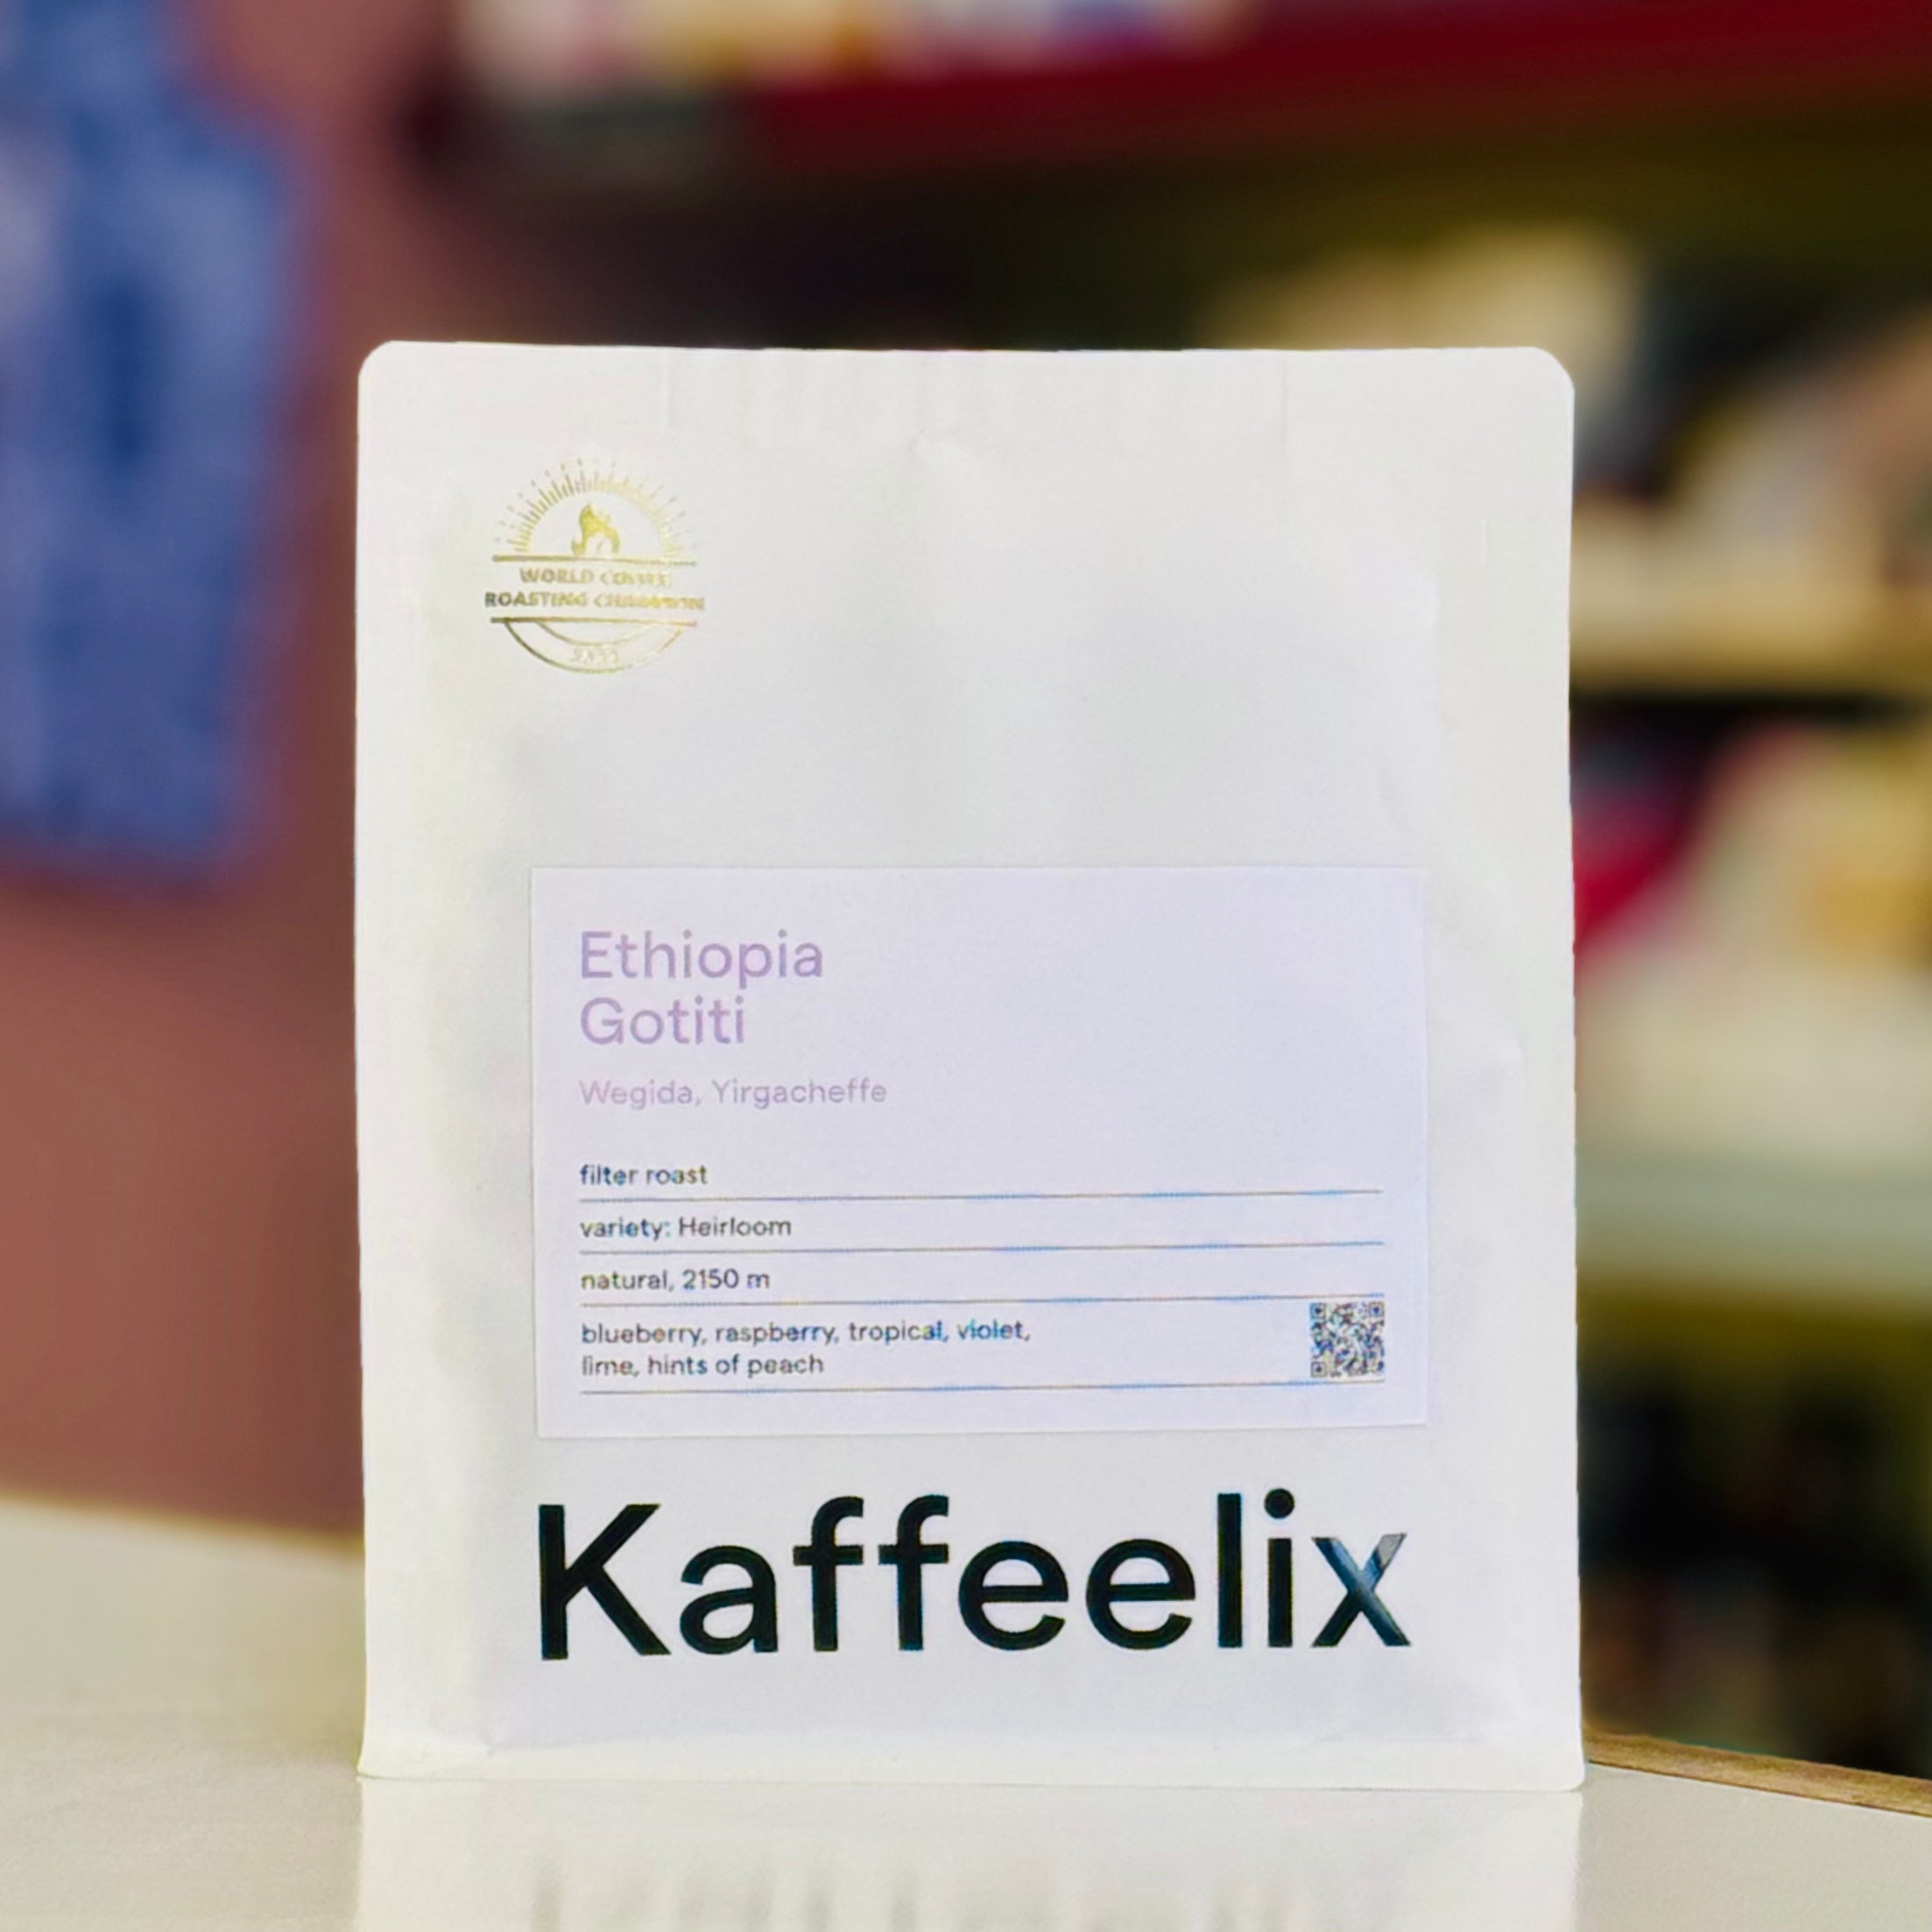 WORLD COFFEE
ROASTING CHAMPION
Ethiopia
Gotiti
Wegida, Yirgacheffe
filter roast
variety: Heirloom
natural, 2150 m
blueberry, raspberry, tropical, violet,
lime, hints of peach
Kaffeelix